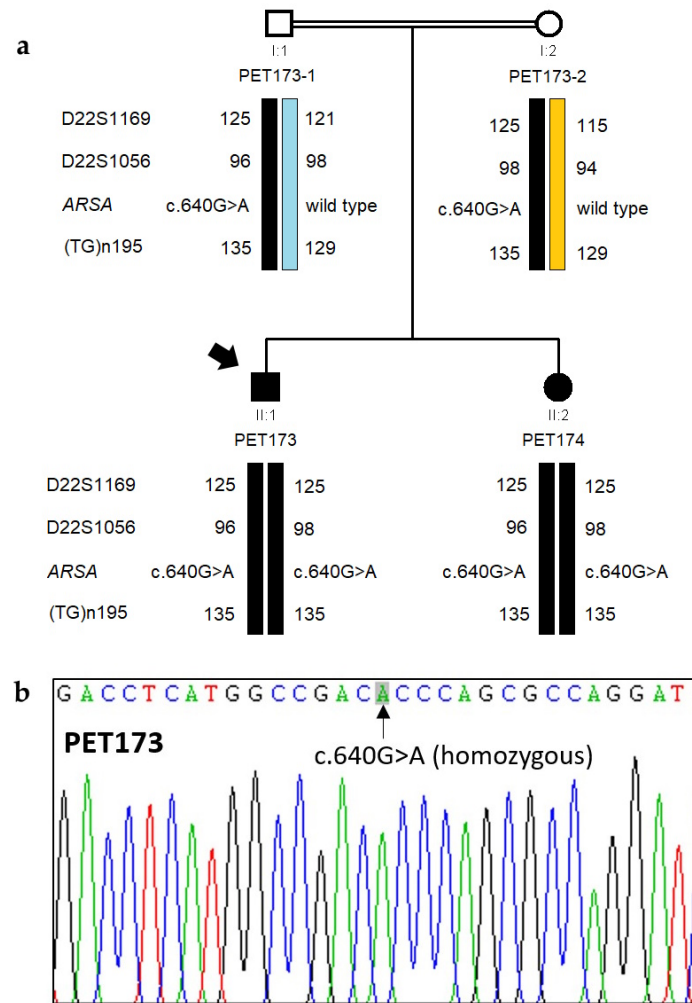 a
I:1 I:2
PET173-1 PET173-2
D22S1169 125 121 125 115
D22S1056 96 98 98 94
ARSA c.640G>A wild type c.640G>A wild type
(TG)n195 135 129 135 129
II:1 II:2
PET173 PET174
D22S1169 125 125 125 125
D22S1056 96 98 96 98
ARSA c.640G>A c.640G>A c.640G>A c.640G>A
(TG)n195 135 135 135 135
b
GACCTCATGGCCGACACCCAGCGCCAGGAT
PET173
c.640G>A (homozygous)